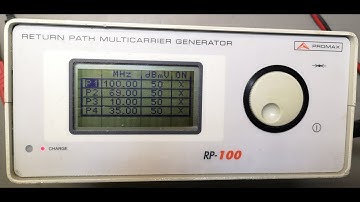 RETURN PATH MULTICARRIER GENERATOR
PROMAX
MHz dBmV ON
P1 100.00 50 X
P2 69.00 50 X
P3 10.00 50 X
P4 35.00 50 X
CHARGE
RP-100